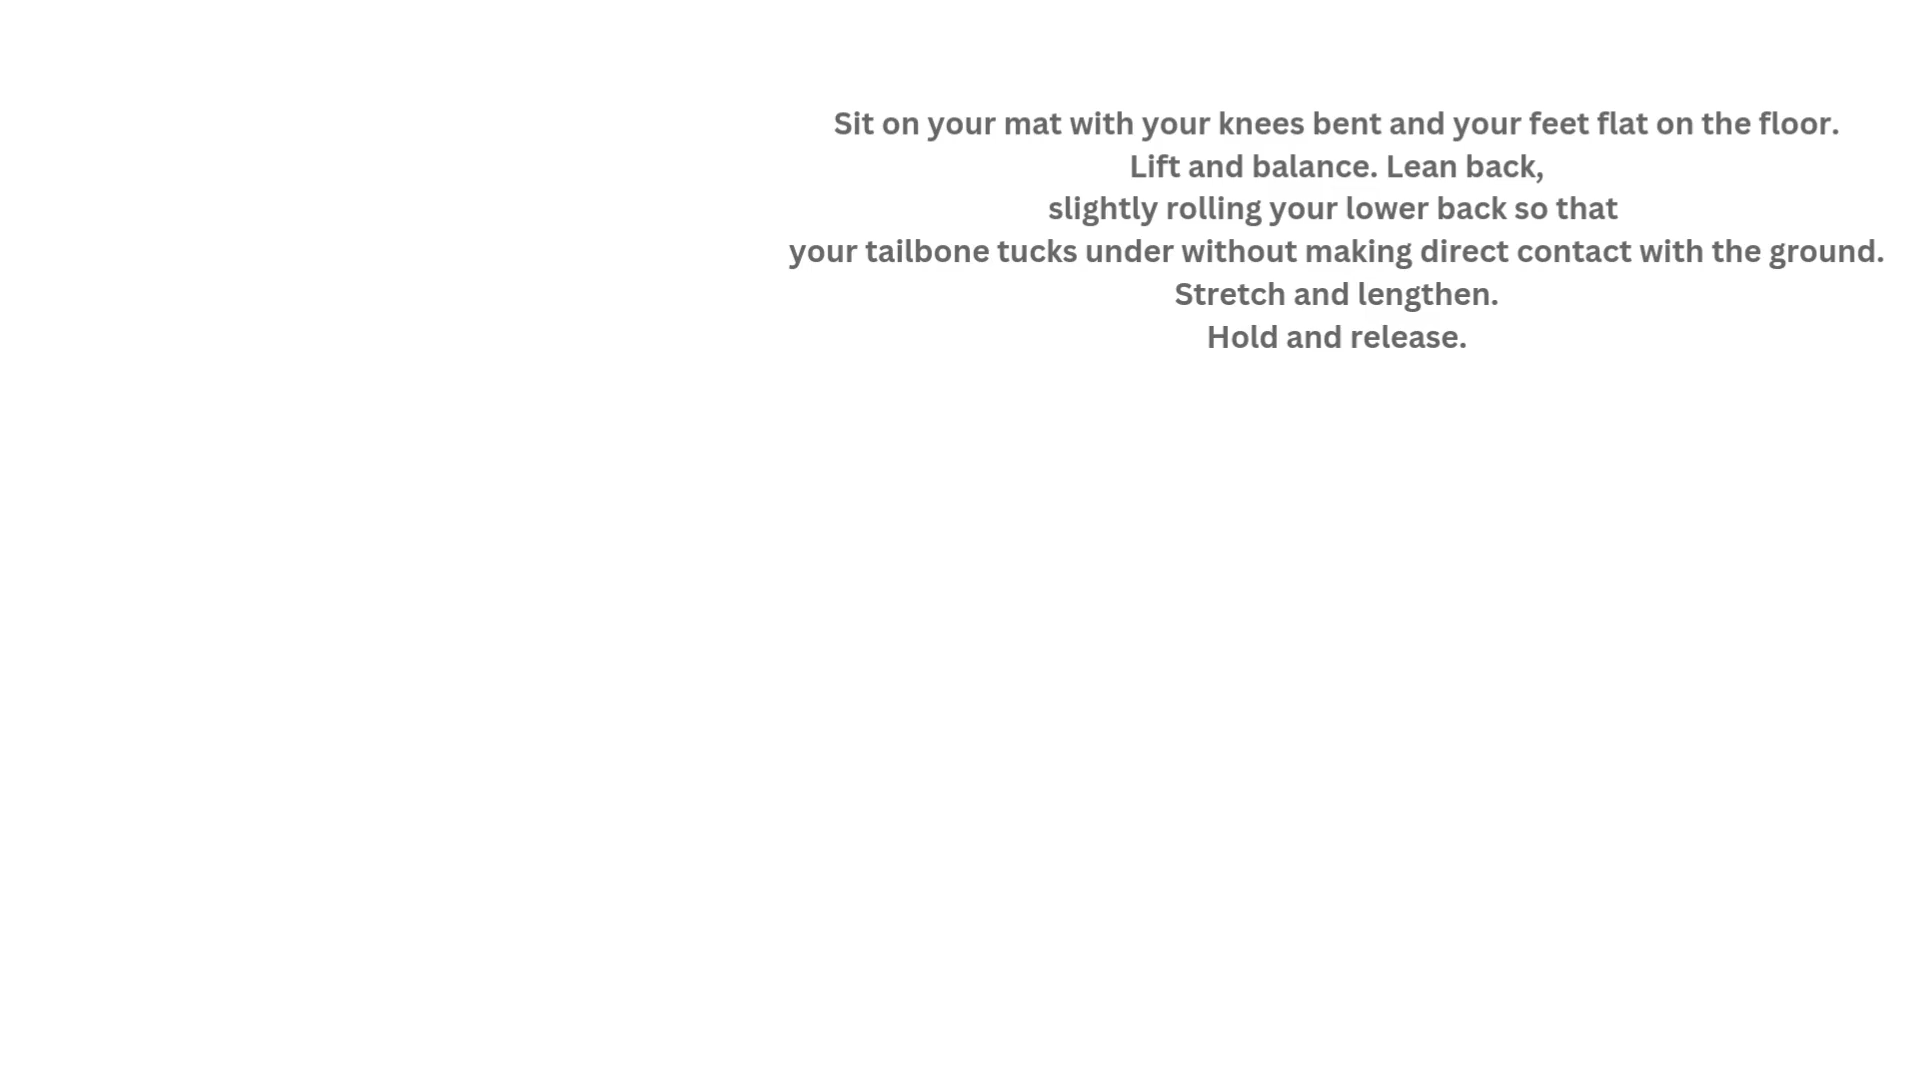 Sit on your mat with your knees bent and your feet flat on the floor.
Lift and balance. Lean back,
slightly rolling your lower back so that
your tailbone tucks under without making direct contact with the ground.
Stretch and lengthen.
Hold and release.